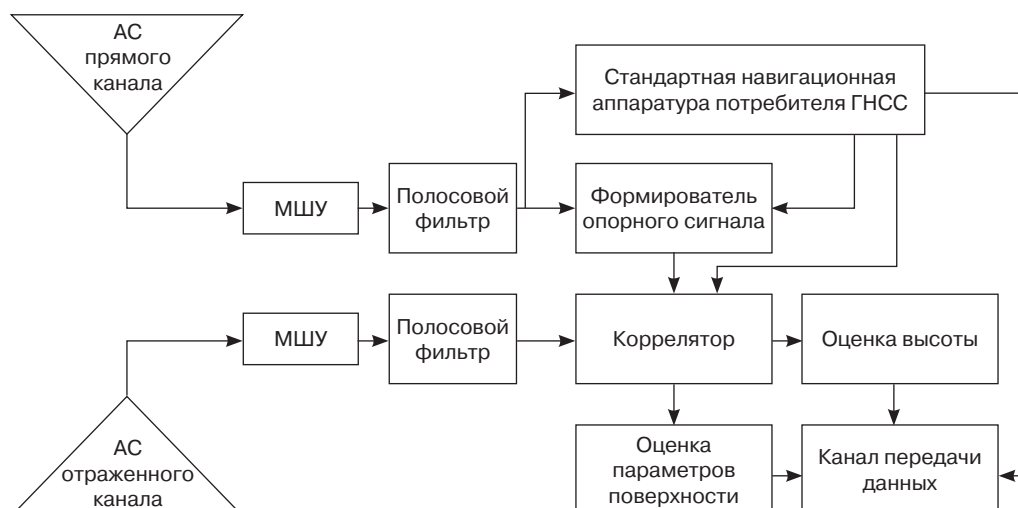 АС
прямого
канала
Стандартная навигационная
аппаратура потребителя ГНСС
МШУ
Полосовой
фильтр
Формирователь
опорного сигнала
МШУ
Полосовой
фильтр
Коррелятор
Оценка высоты
АС
отраженного
канала
Оценка
параметров
поверхности
Канал передачи
данных